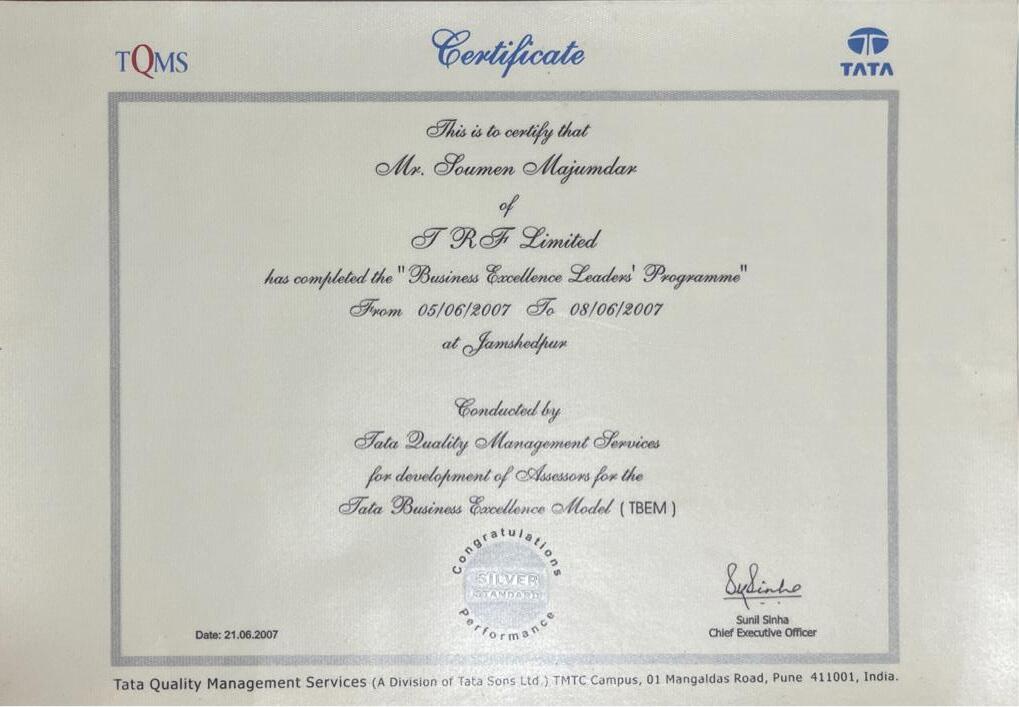 TQMS
Certificate
TATA
This is to certify that
Mr. Soumen Majumdar
of
T R F Limited
has completed the "Business Excellence Leaders' Programme"
From 05/06/2007 To 08/06/2007
at Jamshedpur
Conducted by
Tata Quality Management Services
for development of Assessors for the
Tata Business Excellence Model ( TBEM )
Congratulations
SILVER
STANDARD
Performance
SySinha
Sunil Sinha
Chief Executive Officer
Date: 21.06.2007
Tata Quality Management Services (A Division of Tata Sons Ltd.) TMTC Campus, 01 Mangaldas Road, Pune 411001, India.